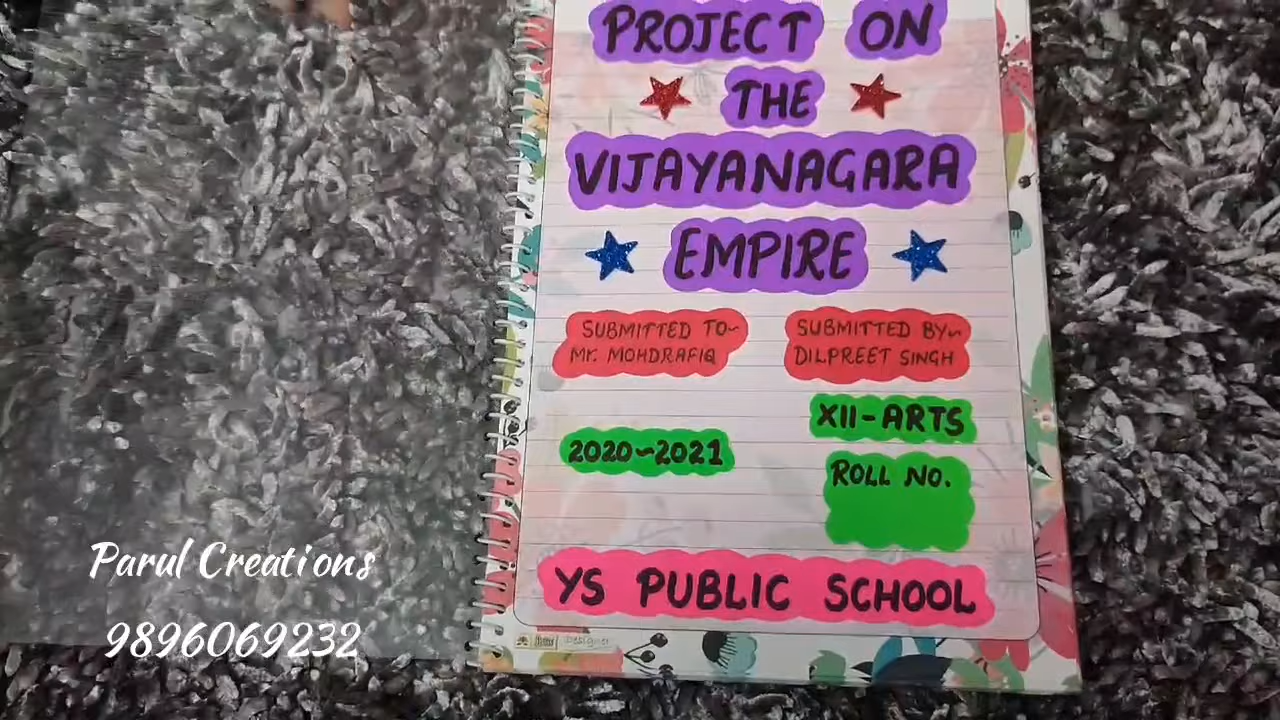 PROJECT ON
THE
VIJAYANAGARA
EMPIRE
SUBMITTED TO~
Mr. MOHDRAFIQ
SUBMITTED BY~
DILPREET SINGH
XII-ARTS
2020~2021
ROLL NO.
YS PUBLIC SCHOOL
Designer
Parul Creations
9896069232